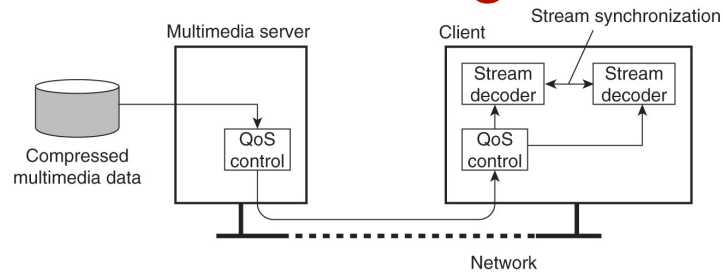 Stream synchronization
Multimedia server
Client
Stream
decoder
Stream
decoder
QoS
control
QoS
control
Compressed
multimedia data
Network